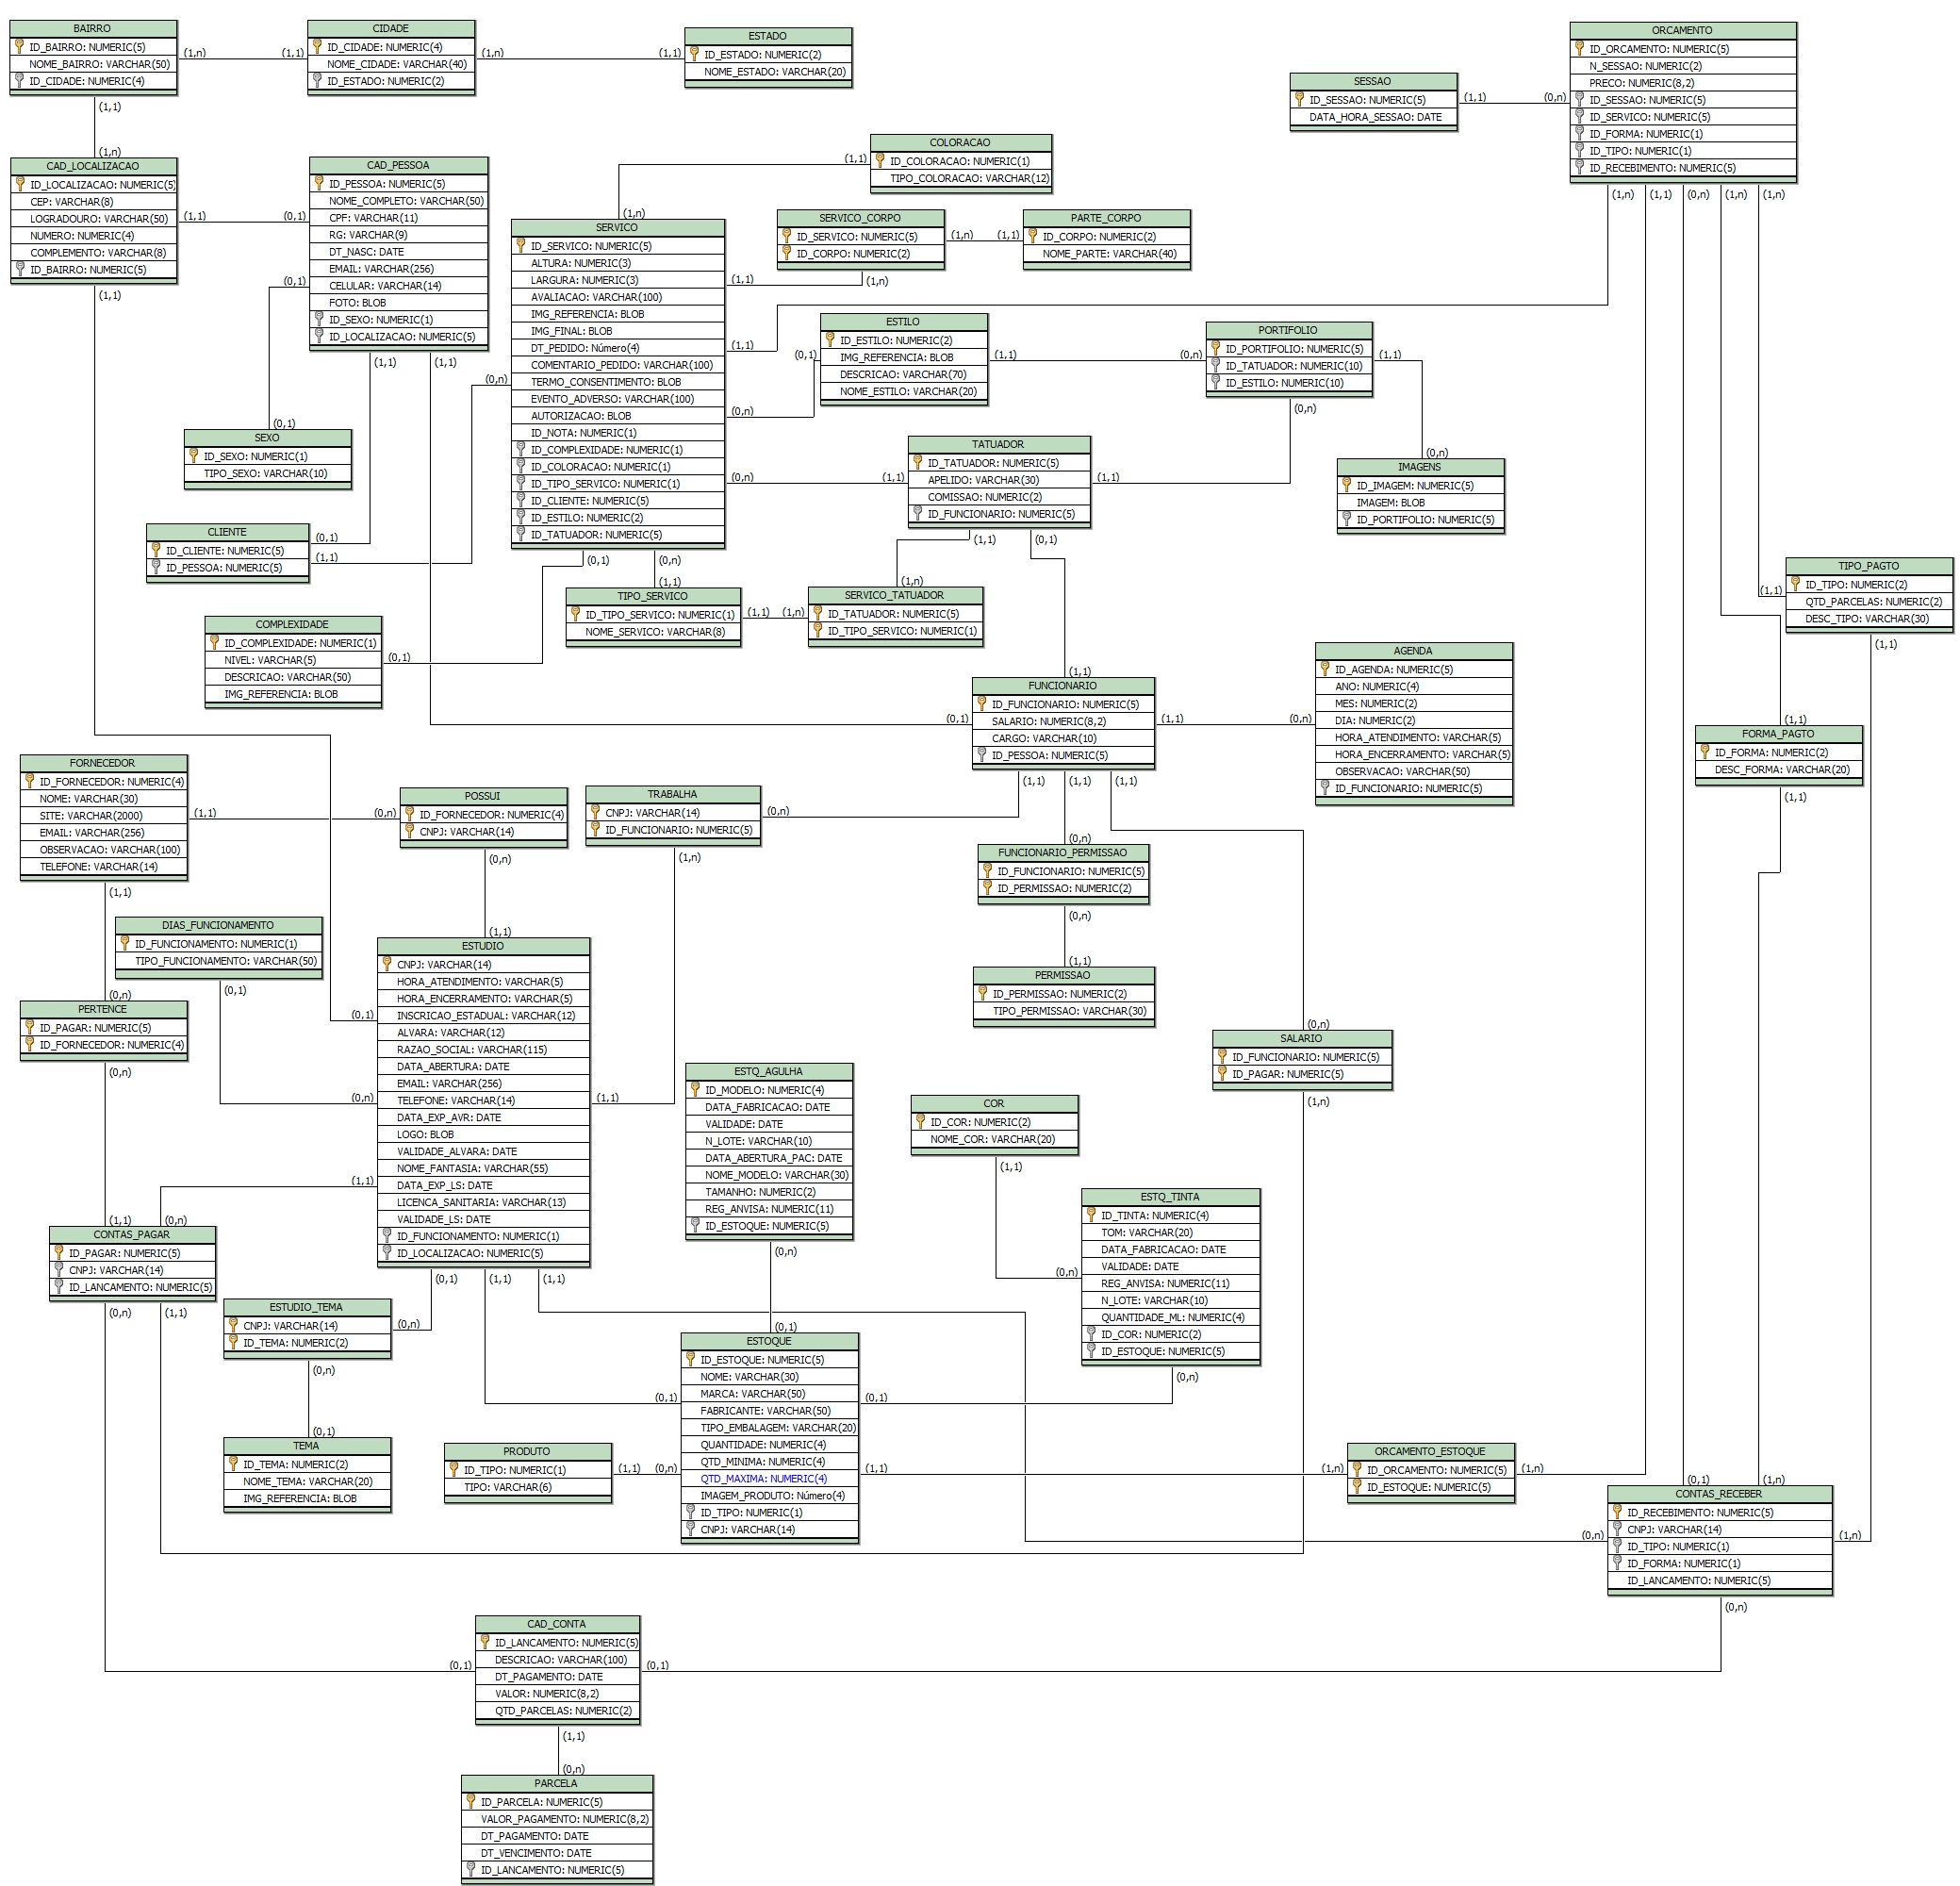 BAIRRO
ID_BAIRRO: NUMERIC(5)
NOME_BAIRRO: VARCHAR(50)
ID_CIDADE: NUMERIC(4)
(1,n)
(1,1)
(1,1)
CIDADE
ID_CIDADE: NUMERIC(4)
NOME_CIDADE: VARCHAR(40)
ID_ESTADO: NUMERIC(2)
(1,n)
(1,1)
ESTADO
ID_ESTADO: NUMERIC(2)
NOME_ESTADO: VARCHAR(20)
SESSAO
ID_SESSAO: NUMERIC(5)
DATA_HORA_SESSAO: DATE
(1,1)
(0,n)
ORCAMENTO
ID_ORCAMENTO: NUMERIC(5)
N_SESSAO: NUMERIC(2)
PRECO: NUMERIC(8,2)
ID_SESSAO: NUMERIC(5)
ID_SERVICO: NUMERIC(5)
ID_FORMA: NUMERIC(1)
ID_TIPO: NUMERIC(1)
ID_RECEBIMENTO: NUMERIC(5)
(1,n)
(1,1)
(0,n)
(1,n)
(1,n)
(1,n)
CAD_LOCALIZACAO
ID_LOCALIZACAO: NUMERIC(5)
CEP: VARCHAR(8)
LOGRADOURO: VARCHAR(50)
NUMERO: NUMERIC(4)
COMPLEMENTO: VARCHAR(8)
ID_BAIRRO: NUMERIC(5)
(1,1)
(0,1)
(1,1)
CAD_PESSOA
ID_PESSOA: NUMERIC(5)
NOME_COMPLETO: VARCHAR(50)
CPF: VARCHAR(11)
RG: VARCHAR(9)
DT_NASC: DATE
EMAIL: VARCHAR(256)
CELULAR: VARCHAR(14)
FOTO: BLOB
ID_SEXO: NUMERIC(1)
ID_LOCALIZACAO: NUMERIC(5)
(0,1)
(1,1)
(1,1)
COLORACAO
ID_COLORACAO: NUMERIC(1)
TIPO_COLORACAO: VARCHAR(12)
(1,1)
(1,n)
SERVICO
ID_SERVICO: NUMERIC(5)
ALTURA: NUMERIC(3)
LARGURA: NUMERIC(3)
AVALIACAO: VARCHAR(100)
IMG_REFERENCIA: BLOB
IMG_FINAL: BLOB
DT_PEDIDO: Número(4)
COMENTARIO_PEDIDO: VARCHAR(100)
TERMO_CONSENTIMENTO: BLOB
EVENTO_ADVERSO: VARCHAR(100)
AUTORIZACAO: BLOB
ID_NOTA: NUMERIC(1)
ID_COMPLEXIDADE: NUMERIC(1)
ID_COLORACAO: NUMERIC(1)
ID_TIPO_SERVICO: NUMERIC(1)
ID_CLIENTE: NUMERIC(5)
ID_ESTILO: NUMERIC(2)
ID_TATUADOR: NUMERIC(5)
(1,1)
(1,1)
(0,n)
(0,n)
(0,n)
(0,1)
(0,n)
SERVICO_CORPO
ID_SERVICO: NUMERIC(5)
ID_CORPO: NUMERIC(2)
(1,n)
(1,n)
(1,1)
PARTE_CORPO
ID_CORPO: NUMERIC(2)
NOME_PARTE: VARCHAR(40)
ESTILO
ID_ESTILO: NUMERIC(2)
IMG_REFERENCIA: BLOB
DESCRICAO: VARCHAR(70)
NOME_ESTILO: VARCHAR(20)
(0,1)
(1,1)
(0,n)
PORTIFOLIO
ID_PORTIFOLIO: NUMERIC(5)
ID_TATUADOR: NUMERIC(10)
ID_ESTILO: NUMERIC(10)
(1,1)
(0,n)
(0,n)
IMAGENS
ID_IMAGEM: NUMERIC(5)
IMAGEM: BLOB
ID_PORTIFOLIO: NUMERIC(5)
(0,1)
SEXO
ID_SEXO: NUMERIC(1)
TIPO_SEXO: VARCHAR(10)
TATUADOR
ID_TATUADOR: NUMERIC(5)
APELIDO: VARCHAR(30)
COMISSAO: NUMERIC(2)
ID_FUNCIONARIO: NUMERIC(5)
(1,1)
(1,1)
(1,1)
(0,1)
CLIENTE
ID_CLIENTE: NUMERIC(5)
ID_PESSOA: NUMERIC(5)
(0,1)
(1,1)
(1,1)
TIPO_SERVICO
ID_TIPO_SERVICO: NUMERIC(1)
NOME_SERVICO: VARCHAR(8)
(1,1)
(1,n)
(1,n)
SERVICO_TATUADOR
ID_TATUADOR: NUMERIC(5)
ID_TIPO_SERVICO: NUMERIC(1)
TIPO_PAGTO
ID_TIPO: NUMERIC(2)
QTD_PARCELAS: NUMERIC(2)
DESC_TIPO: VARCHAR(30)
(1,1)
(1,1)
COMPLEXIDADE
ID_COMPLEXIDADE: NUMERIC(1)
NIVEL: VARCHAR(5)
DESCRICAO: VARCHAR(50)
IMG_REFERENCIA: BLOB
(0,1)
(1,1)
FUNCIONARIO
ID_FUNCIONARIO: NUMERIC(5)
SALARIO: NUMERIC(8,2)
CARGO: VARCHAR(10)
ID_PESSOA: NUMERIC(5)
(0,1)
(1,1)
(0,n)
(1,1)
(1,1)
(1,1)
AGENDA
ID_AGENDA: NUMERIC(5)
ANO: NUMERIC(4)
MES: NUMERIC(2)
DIA: NUMERIC(2)
HORA_ATENDIMENTO: VARCHAR(5)
HORA_ENCERRAMENTO: VARCHAR(5)
OBSERVACAO: VARCHAR(50)
ID_FUNCIONARIO: NUMERIC(5)
(1,1)
FORMA_PAGTO
ID_FORMA: NUMERIC(2)
DESC_FORMA: VARCHAR(20)
(1,1)
FORNECEDOR
ID_FORNECEDOR: NUMERIC(4)
NOME: VARCHAR(30)
SITE: VARCHAR(2000)
EMAIL: VARCHAR(256)
OBSERVACAO: VARCHAR(100)
TELEFONE: VARCHAR(14)
(1,1)
(0,n)
(1,1)
POSSUI
ID_FORNECEDOR: NUMERIC(4)
CNPJ: VARCHAR(14)
(0,n)
TRABALHA
CNPJ: VARCHAR(14)
ID_FUNCIONARIO: NUMERIC(5)
(0,n)
(1,n)
(0,n)
FUNCIONARIO_PERMISSAO
ID_FUNCIONARIO: NUMERIC(5)
ID_PERMISSAO: NUMERIC(2)
(0,n)
DIAS_FUNCIONAMENTO
ID_FUNCIONAMENTO: NUMERIC(1)
TIPO_FUNCIONAMENTO: VARCHAR(50)
(0,1)
(1,1)
ESTUDIO
CNPJ: VARCHAR(14)
HORA_ATENDIMENTO: VARCHAR(5)
HORA_ENCERRAMENTO: VARCHAR(5)
INSCRICAO_ESTADUAL: VARCHAR(12)
ALVARA: VARCHAR(12)
RAZAO_SOCIAL: VARCHAR(115)
DATA_ABERTURA: DATE
EMAIL: VARCHAR(256)
TELEFONE: VARCHAR(14)
DATA_EXP_AVR: DATE
LOGO: BLOB
VALIDADE_ALVARA: DATE
NOME_FANTASIA: VARCHAR(55)
DATA_EXP_LS: DATE
LICENCA_SANITARIA: VARCHAR(13)
VALIDADE_LS: DATE
ID_FUNCIONAMENTO: NUMERIC(1)
ID_LOCALIZACAO: NUMERIC(5)
(0,1)
(0,n)
(1,1)
(1,1)
(0,1)
(1,1)
(1,1)
(1,1)
PERMISSAO
ID_PERMISSAO: NUMERIC(2)
TIPO_PERMISSAO: VARCHAR(30)
(0,n)
PERTENCE
ID_PAGAR: NUMERIC(5)
ID_FORNECEDOR: NUMERIC(4)
(0,n)
(0,n)
SALARIO
ID_FUNCIONARIO: NUMERIC(5)
ID_PAGAR: NUMERIC(5)
(1,n)
ESTQ_AGULHA
ID_MODELO: NUMERIC(4)
DATA_FABRICACAO: DATE
VALIDADE: DATE
N_LOTE: VARCHAR(10)
DATA_ABERTURA_PAC: DATE
NOME_MODELO: VARCHAR(30)
TAMANHO: NUMERIC(2)
REG_ANVISA: NUMERIC(11)
ID_ESTOQUE: NUMERIC(5)
(0,n)
COR
ID_COR: NUMERIC(2)
NOME_COR: VARCHAR(20)
(1,1)
ESTQ_TINTA
ID_TINTA: NUMERIC(4)
TOM: VARCHAR(20)
DATA_FABRICACAO: DATE
VALIDADE: DATE
REG_ANVISA: NUMERIC(11)
N_LOTE: VARCHAR(10)
QUANTIDADE_ML: NUMERIC(4)
ID_COR: NUMERIC(2)
ID_ESTOQUE: NUMERIC(5)
(0,n)
(0,n)
(1,1)
(0,n)
CONTAS_PAGAR
ID_PAGAR: NUMERIC(5)
CNPJ: VARCHAR(14)
ID_LANCAMENTO: NUMERIC(5)
(0,n)
(1,1)
ESTUDIO_TEMA
CNPJ: VARCHAR(14)
ID_TEMA: NUMERIC(2)
(0,n)
(0,n)
(0,1)
TEMA
ID_TEMA: NUMERIC(2)
NOME_TEMA: VARCHAR(20)
IMG_REFERENCIA: BLOB
(0,1)
ESTOQUE
ID_ESTOQUE: NUMERIC(5)
NOME: VARCHAR(30)
MARCA: VARCHAR(50)
FABRICANTE: VARCHAR(50)
TIPO_EMBALAGEM: VARCHAR(20)
QUANTIDADE: NUMERIC(4)
QTD_MINIMA: NUMERIC(4)
QTD_MAXIMA: NUMERIC(4)
IMAGEM_PRODUTO: Número(4)
ID_TIPO: NUMERIC(1)
CNPJ: VARCHAR(14)
(0,1)
(0,1)
(0,n)
(1,1)
PRODUTO
ID_TIPO: NUMERIC(1)
TIPO: VARCHAR(6)
(1,1)
(1,n)
ORCAMENTO_ESTOQUE
ID_ORCAMENTO: NUMERIC(5)
ID_ESTOQUE: NUMERIC(5)
(1,n)
(0,1)
(1,n)
CONTAS_RECEBER
ID_RECEBIMENTO: NUMERIC(5)
CNPJ: VARCHAR(14)
ID_TIPO: NUMERIC(1)
ID_FORMA: NUMERIC(1)
ID_LANCAMENTO: NUMERIC(5)
(0,n)
(1,n)
(0,n)
CAD_CONTA
ID_LANCAMENTO: NUMERIC(5)
DESCRICAO: VARCHAR(100)
DT_PAGAMENTO: DATE
VALOR: NUMERIC(8,2)
QTD_PARCELAS: NUMERIC(2)
(0,1)
(0,1)
(1,1)
(0,n)
PARCELA
ID_PARCELA: NUMERIC(5)
VALOR_PAGAMENTO: NUMERIC(8,2)
DT_PAGAMENTO: DATE
DT_VENCIMENTO: DATE
ID_LANCAMENTO: NUMERIC(5)